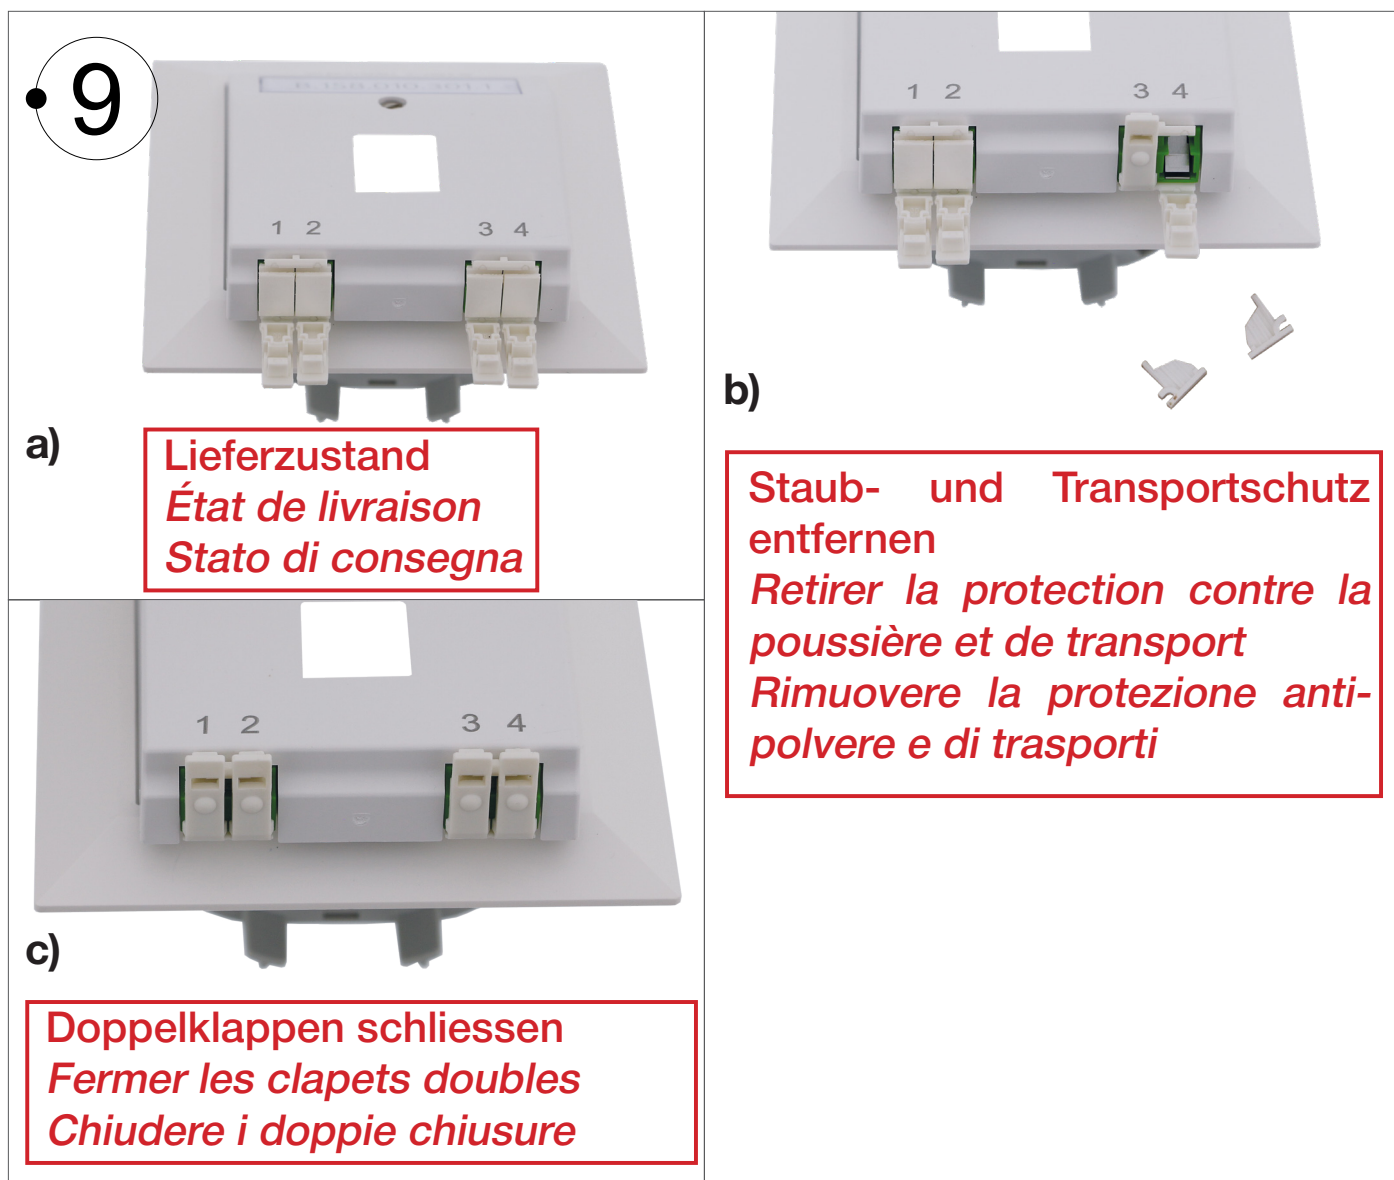 9
1 2
3 4
a)
Lieferzustand
État de livraison
Stato di consegna
1 2
3 4
b)
Staub- und Transportschutz
entfernen
Retirer la protection contre la
poussière et de transport
Rimuovere la protezione anti-
polvere e di trasporti
1 2
3 4
c)
Doppelklappen schliessen
Fermer les clapets doubles
Chiudere i doppie chiusure